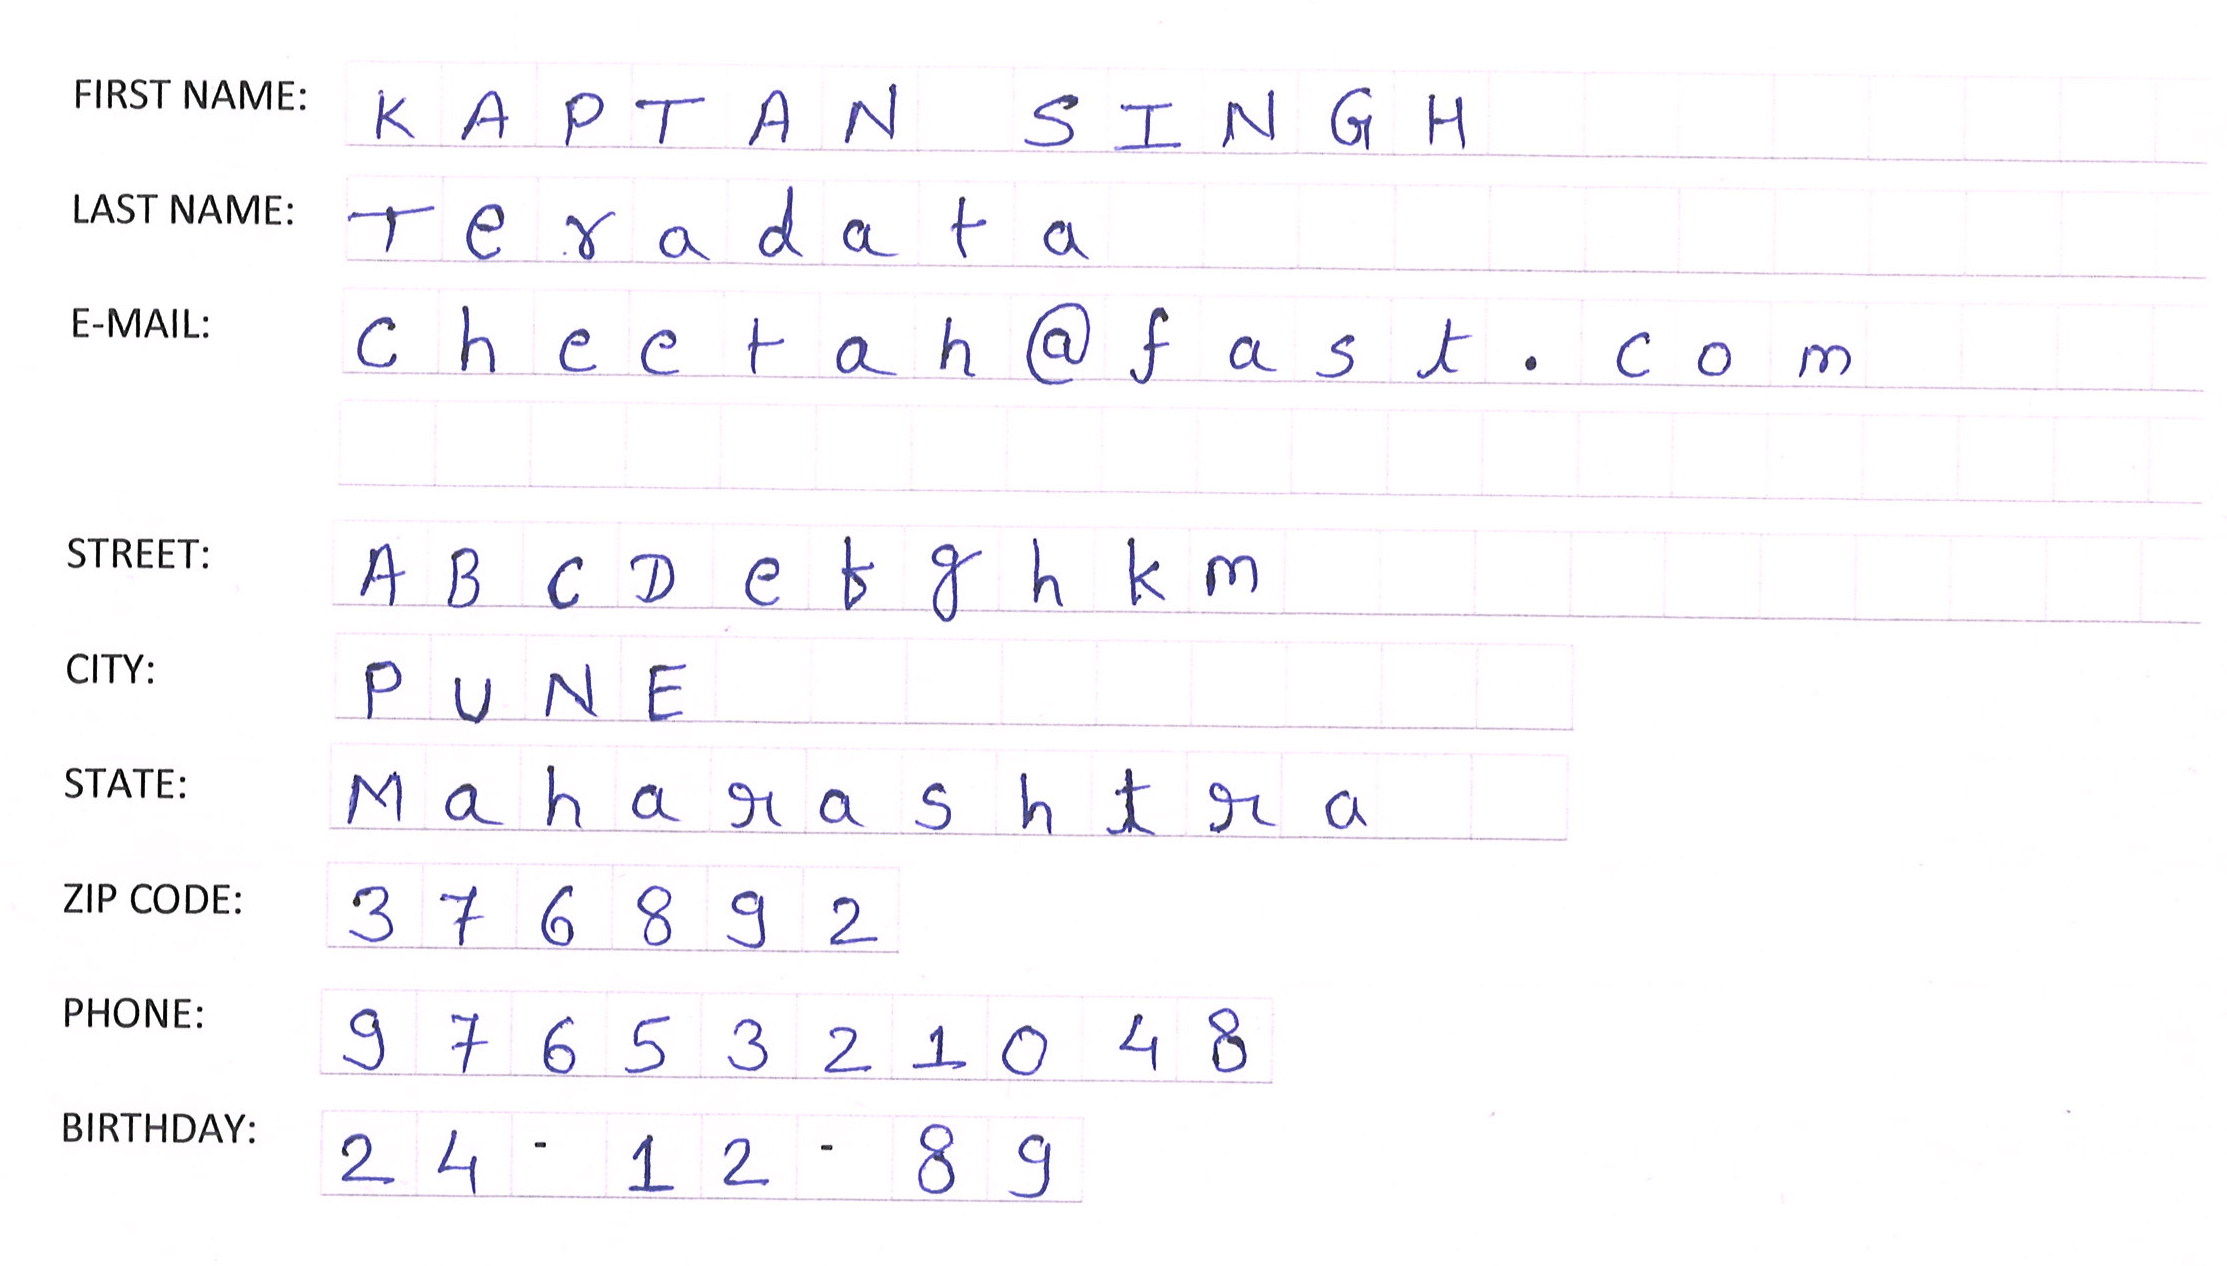 FIRST NAME: KAPTAN SINGH
LAST NAME: Teradata
E-MAIL: Cheetah@fast.com
STREET: ABCDefghkm
CITY: PUNE
STATE: Maharashtra
ZIP CODE: 376892
PHONE: 9765321048
BIRTHDAY: 24-12-89